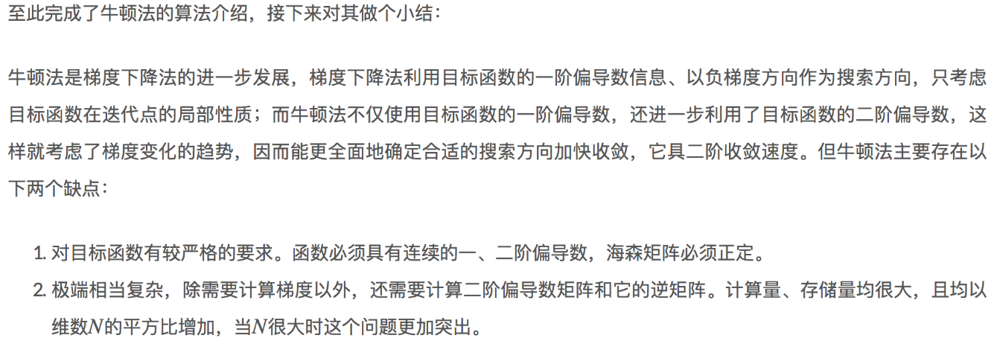 至此完成了牛顿法的算法介绍，接下来对其做个小结：
牛顿法是梯度下降法的进一步发展，梯度下降法利用目标函数的一阶偏导数信息、以负梯度方向作为搜索方向，只考虑
目标函数在迭代点的局部性质；而牛顿法不仅使用目标函数的一阶偏导数，还进一步利用了目标函数的二阶偏导数，这
样就考虑了梯度变化的趋势，因而能更全面地确定合适的搜索方向加快收敛，它具二阶收敛速度。但牛顿法主要存在以
下两个缺点：
1. 对目标函数有较严格的要求。函数必须具有连续的一、二阶偏导数，海森矩阵必须正定。
2. 极端相当复杂，除需要计算梯度以外，还需要计算二阶偏导数矩阵和它的逆矩阵。计算量、存储量均很大，且均以
维数N的平方比增加，当N很大时这个问题更加突出。